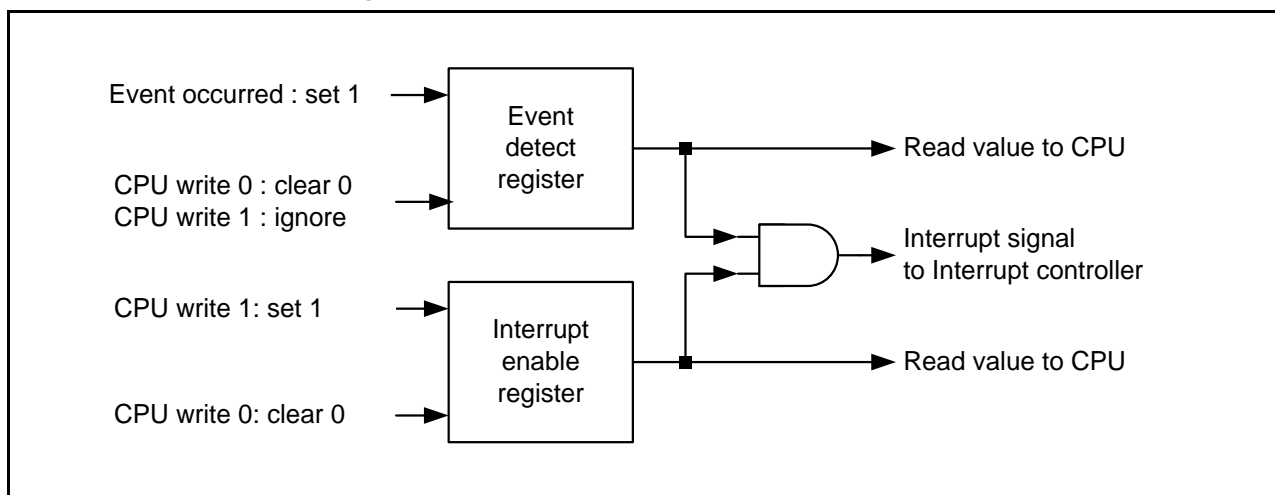 Event occurred : set 1
CPU write 0 : clear 0
CPU write 1 : ignore
Event
detect
register
Read value to CPU
Interrupt signal
to Interrupt controller
CPU write 1: set 1
CPU write 0: clear 0
Interrupt
enable
register
Read value to CPU